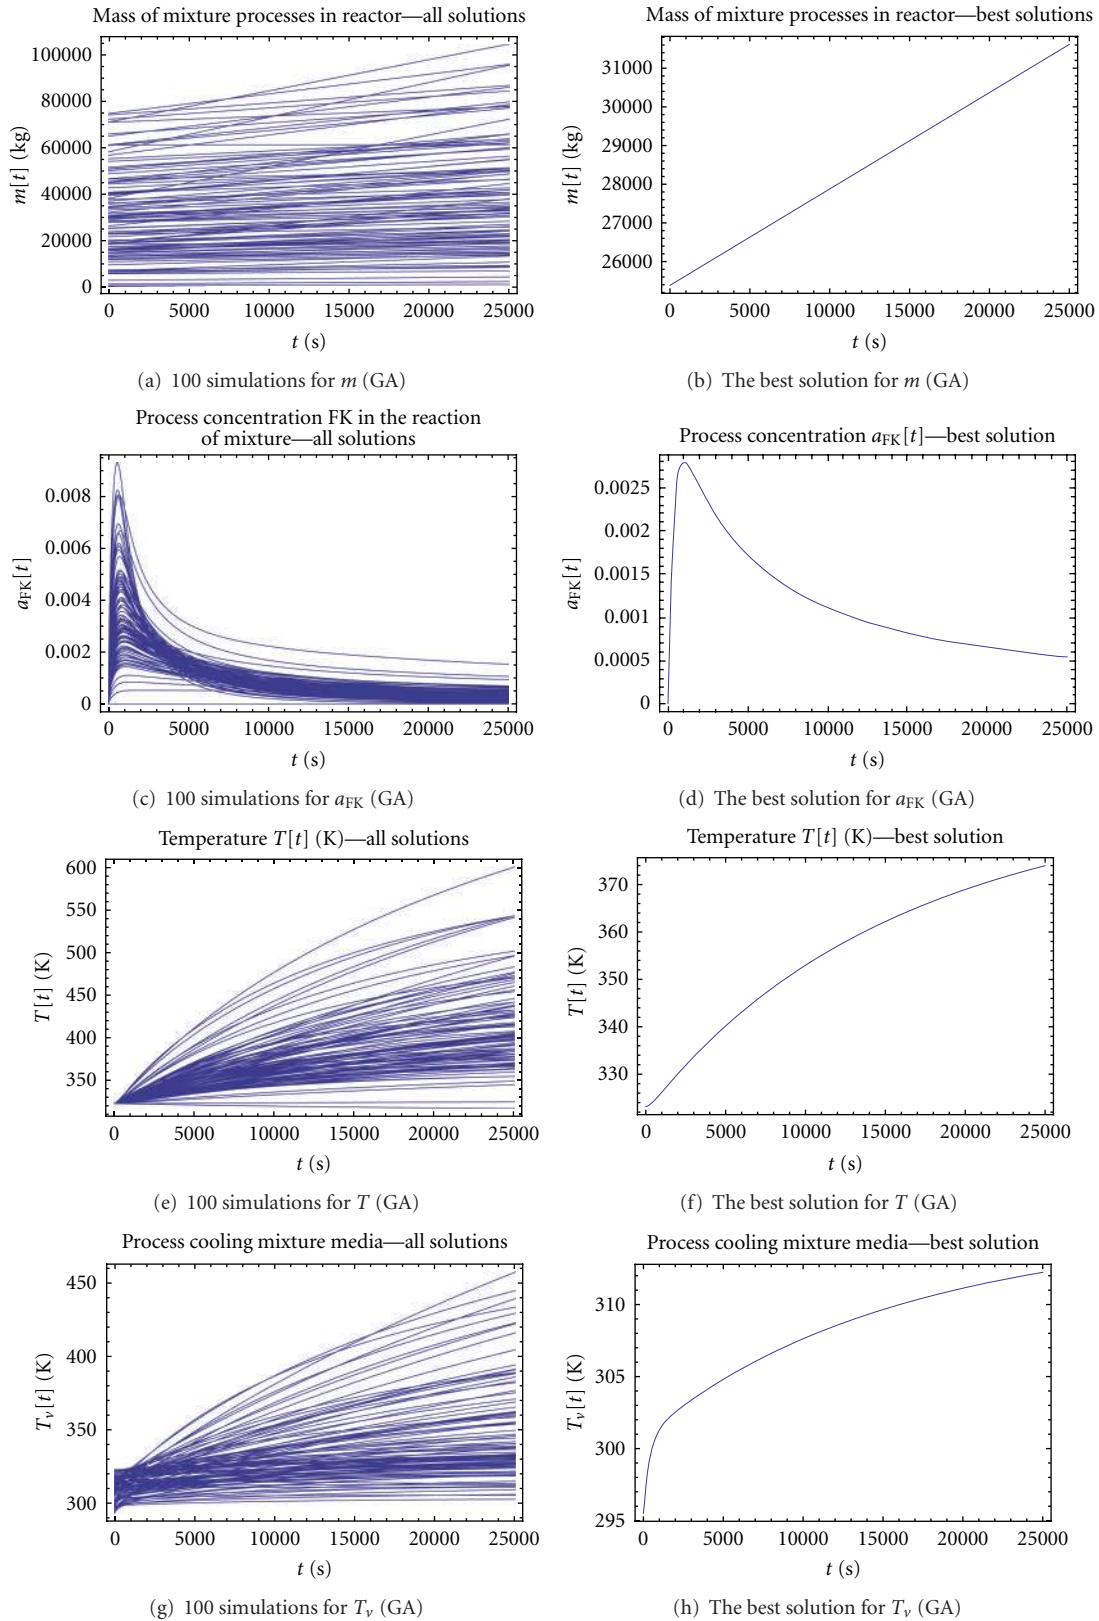 Mass of mixture processes in reactor—all solutions
100000
80000
60000
40000
20000
0
m[t] (kg)
0 5000 10000 15000 20000 25000
t (s)
(a) 100 simulations for m (GA)
Mass of mixture processes in reactor—best solutions
31000
30000
29000
28000
27000
26000
m[t] (kg)
0 5000 10000 15000 20000 25000
t (s)
(b) The best solution for m (GA)
Process concentration FK in the reaction
of mixture—all solutions
0.008
0.006
0.004
0.002
0
aFK[t]
0 5000 10000 15000 20000 25000
t (s)
(c) 100 simulations for aFK (GA)
Process concentration aFK[t]—best solution
0.0025
0.002
0.0015
0.001
0.0005
0
aFK[t]
0 5000 10000 15000 20000 25000
t (s)
(d) The best solution for aFK (GA)
Temperature T[t] (K)—all solutions
600
550
500
450
400
350
T[t] (K)
0 5000 10000 15000 20000 25000
t (s)
(e) 100 simulations for T (GA)
Temperature T[t] (K)—best solution
370
360
350
340
330
T[t] (K)
0 5000 10000 15000 20000 25000
t (s)
(f) The best solution for T (GA)
Process cooling mixture media—all solutions
450
400
350
300
Tv[t] (K)
0 5000 10000 15000 20000 25000
t (s)
(g) 100 simulations for Tv (GA)
Process cooling mixture media—best solution
310
305
300
295
Tv[t] (K)
0 5000 10000 15000 20000 25000
t (s)
(h) The best solution for Tv (GA)